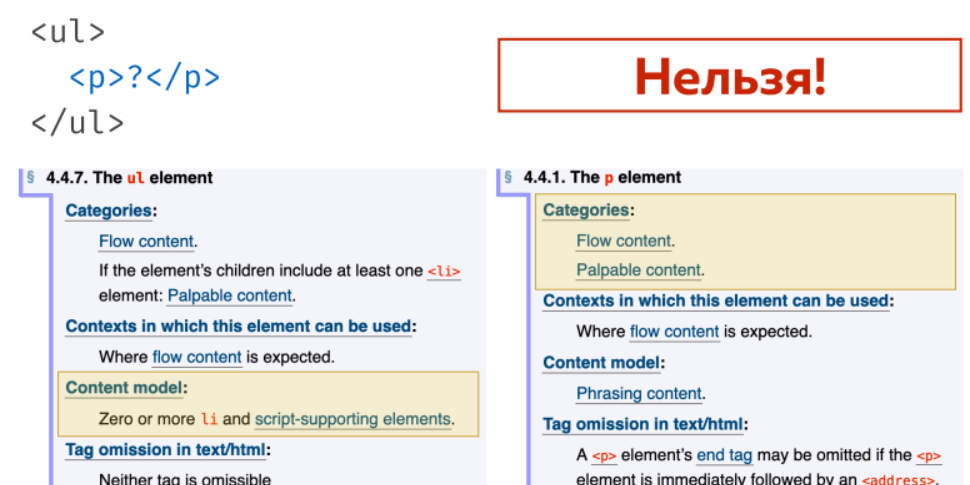 <ul>
<p>?</p>
</ul>
Нельзя!
§ 4.4.7. The ul element
Categories:
Flow content.
If the element's children include at least one <li>
element: Palpable content.
Contexts in which this element can be used:
Where flow content is expected.
Content model:
Zero or more li and script-supporting elements.
Tag omission in text/html:
Neither tag is omissible
§ 4.4.1. The p element
Categories:
Flow content.
Palpable content.
Contexts in which this element can be used:
Where flow content is expected.
Content model:
Phrasing content.
Tag omission in text/html:
A <p> element's end tag may be omitted if the <p>
element is immediately followed by an <address>,